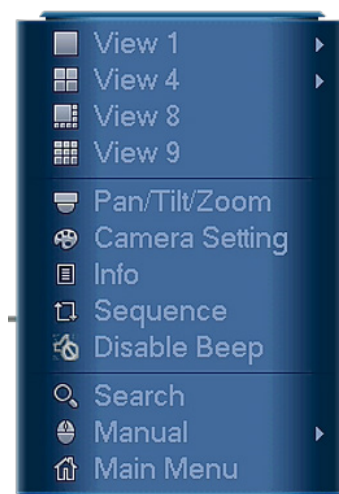 View 1
View 4
View 8
View 9
Pan/Tilt/Zoom
Camera Setting
Info
Sequence
Disable Beep
Search
Manual
Main Menu